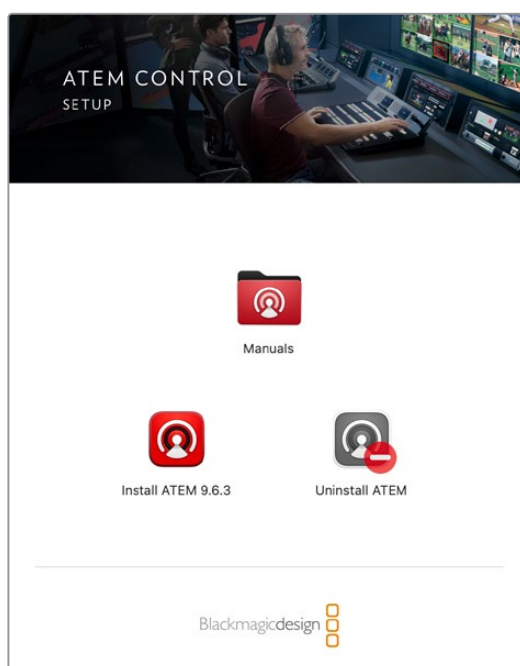 ATEM CONTROL
SETUP
Manuals
Install ATEM 9.6.3
Uninstall ATEM
Blackmagicdesign